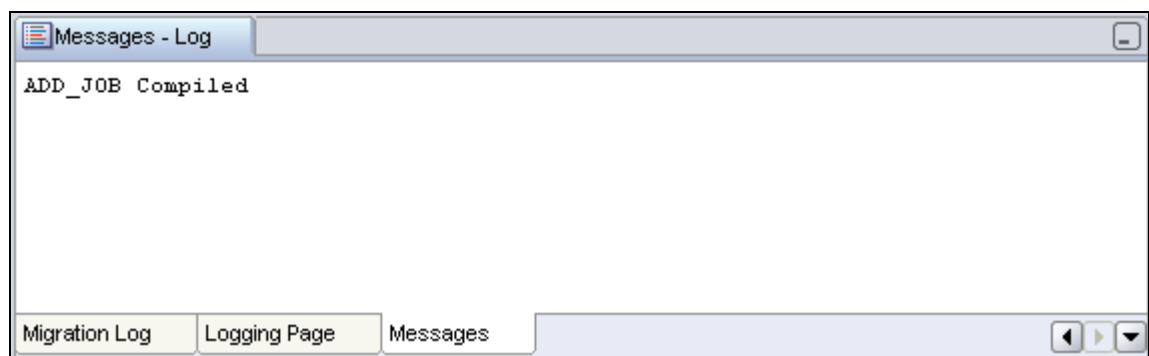 Messages - Log
ADD_JOB Compiled
Migration Log
Logging Page
Messages